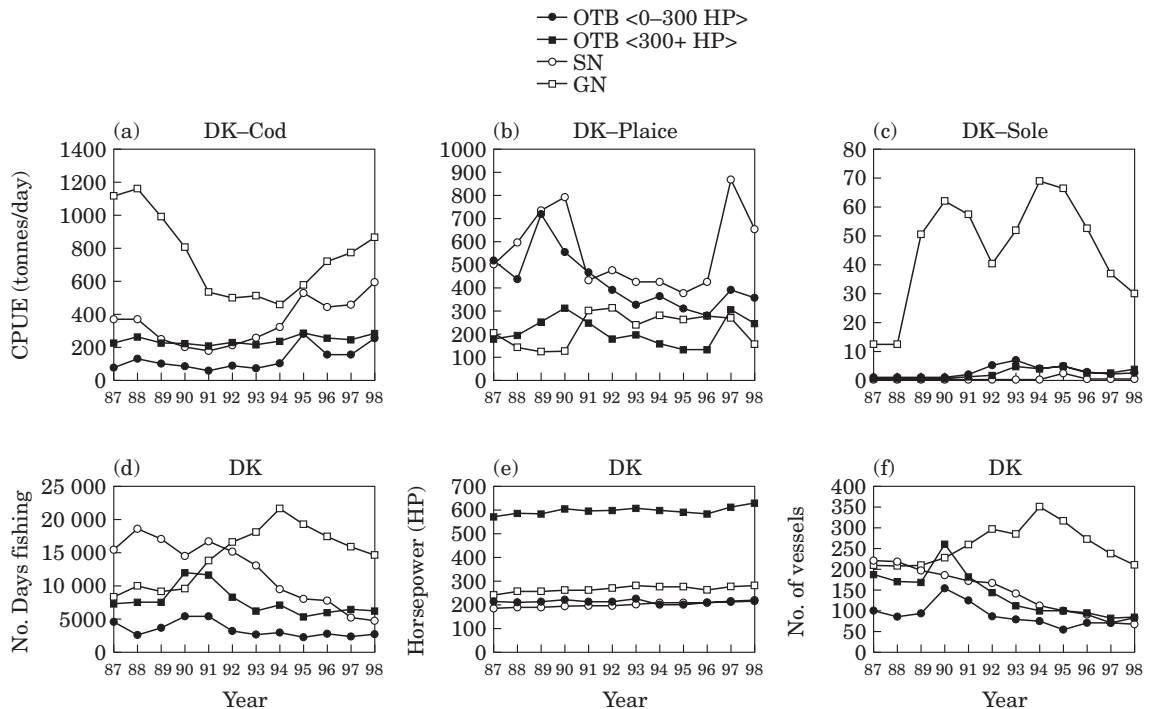 OTB <0–300 HP>
OTB <300+ HP>
SN
GN
(a) DK–Cod
1400
1200
1000
800
600
400
200
0
CPUE (tonnes/day)
87 88 89 90 91 92 93 94 95 96 97 98
(b) DK–Plaice
1000
900
800
700
600
500
400
300
200
100
0
87 88 89 90 91 92 93 94 95 96 97 98
(c) DK–Sole
80
70
60
50
40
30
20
10
0
87 88 89 90 91 92 93 94 95 96 97 98
(d) DK
25 000
20 000
15 000
10 000
5000
0
No. Days fishing
87 88 89 90 91 92 93 94 95 96 97 98
Year
(e) DK
700
600
500
400
300
200
100
0
Horsepower (HP)
87 88 89 90 91 92 93 94 95 96 97 98
Year
(f) DK
400
350
300
250
200
150
100
50
0
No. of vessels
87 88 89 90 91 92 93 94 95 96 97 98
Year